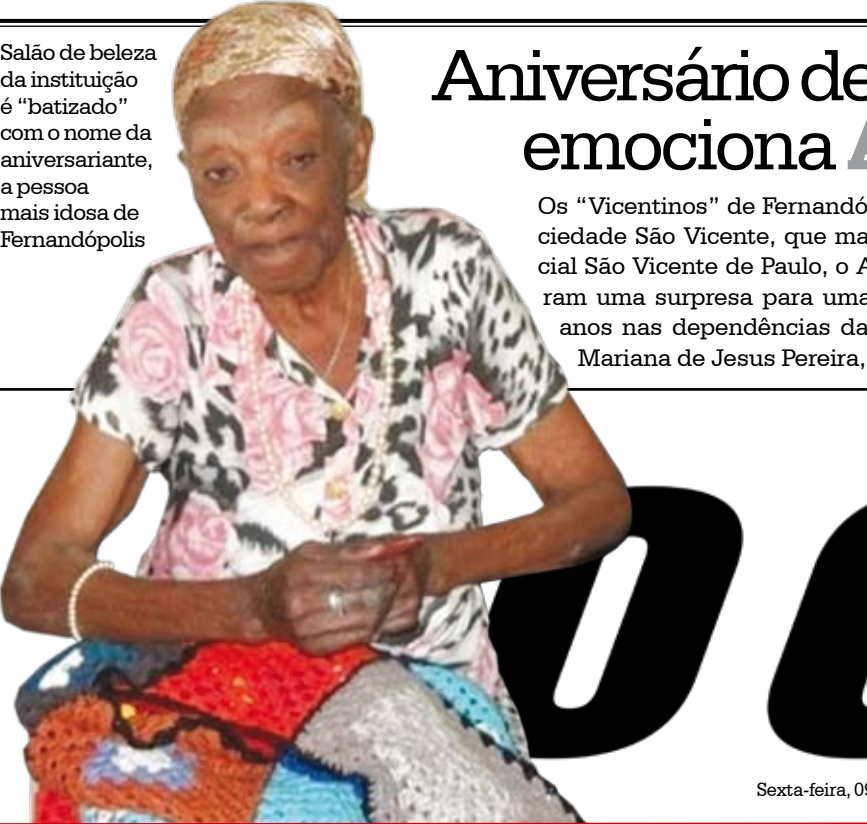 Salão de beleza
da instituição
é “batizado”
com o nome da
aniversariante,
a pessoa
mais idosa de
Fernandópolis
Aniversário de
emociona
Os “Vicentinos” de Fernandó
ciedade São Vicente, que ma
cial São Vicente de Paulo, o A
ram uma surpresa para uma
anos nas dependências da
Mariana de Jesus Pereira,
Sexta-feira, 09